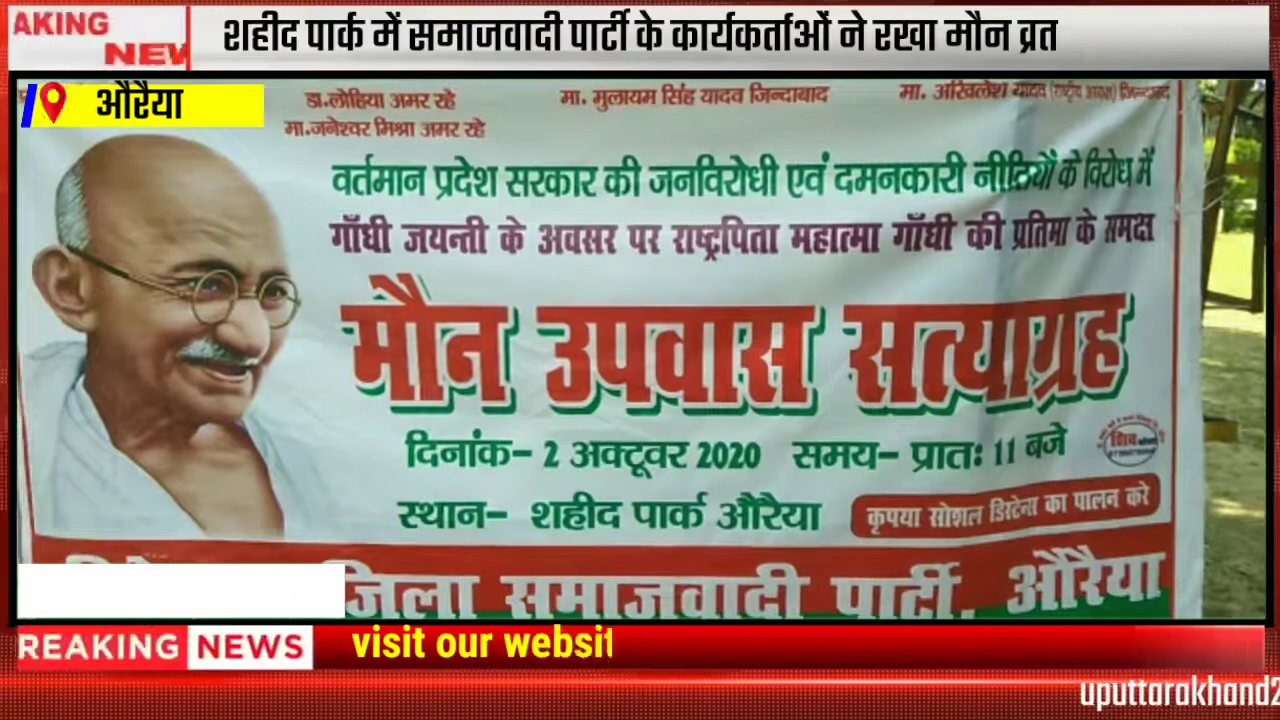 AKING NEW
शहीद पार्क में समाजवादी पार्टी के कार्यकर्ताओं ने रखा मौन व्रत
औरैया
डा.लोहिया अमर रहे
मा. मुलायम सिंह यादव जिन्दाबाद
मा. अखिलेश यादव (राष्ट्रीय अध्यक्ष) जिन्दाबाद
मा.जनेश्वर मिश्रा अमर रहे
वर्तमान प्रदेश सरकार की जनविरोधी एवं दमनकारी नीतियों के विरोध में
गाँधी जयन्ती के अवसर पर राष्ट्रपिता महात्मा गाँधी की प्रतिमा के समक्ष
मौन उपवास सत्याग्रह
दिनांक- 2 अक्टूवर 2020 समय- प्रातः 11 बजे
शिव
स्थान- शहीद पार्क औरैया
कृपया सोशल डिस्टेन्स का पालन करे
जिला समाजवादी पार्टी, औरैया
REAKING NEWS
visit our websit
uputtarakhand2